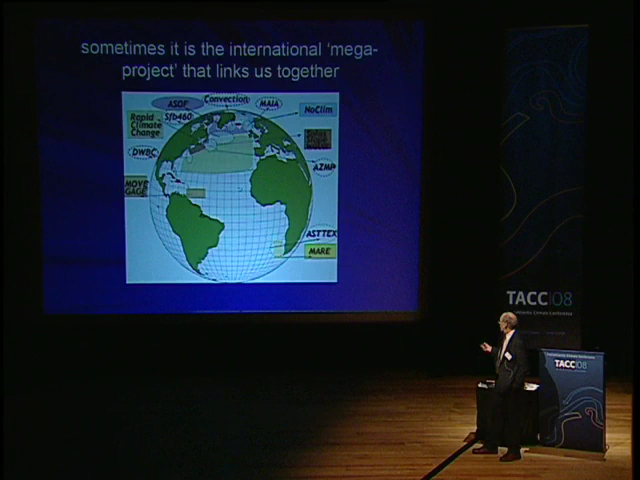 sometimes it is the international 'mega-
project' that links us together
ASOF
Convection
MAIA
NoClim
Rapid
Climate
Change
Sfb460
DWBC
AZMP
MOVE
GAGE
ASTTEX
MARE
TACC08
TACC08